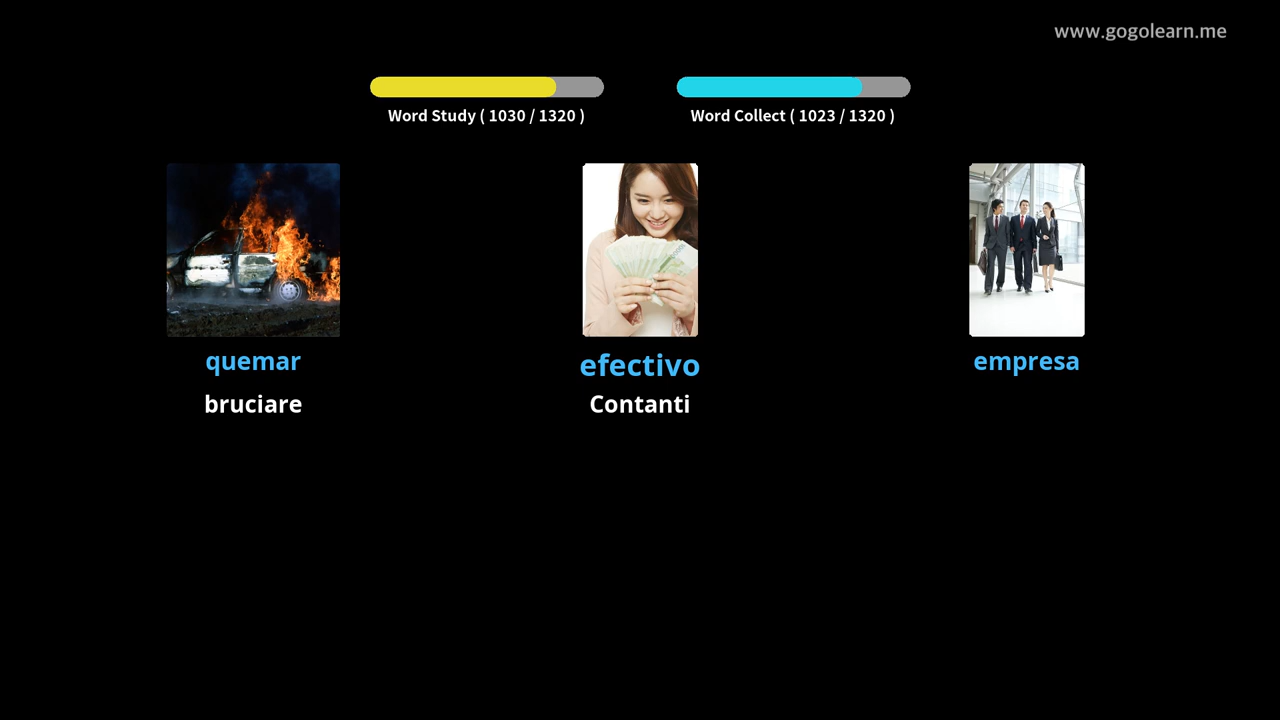 www.gogolearn.me
Word Study ( 1030 / 1320 )
Word Collect ( 1023 / 1320 )
quemar
efectivo
empresa
bruciare
Contanti